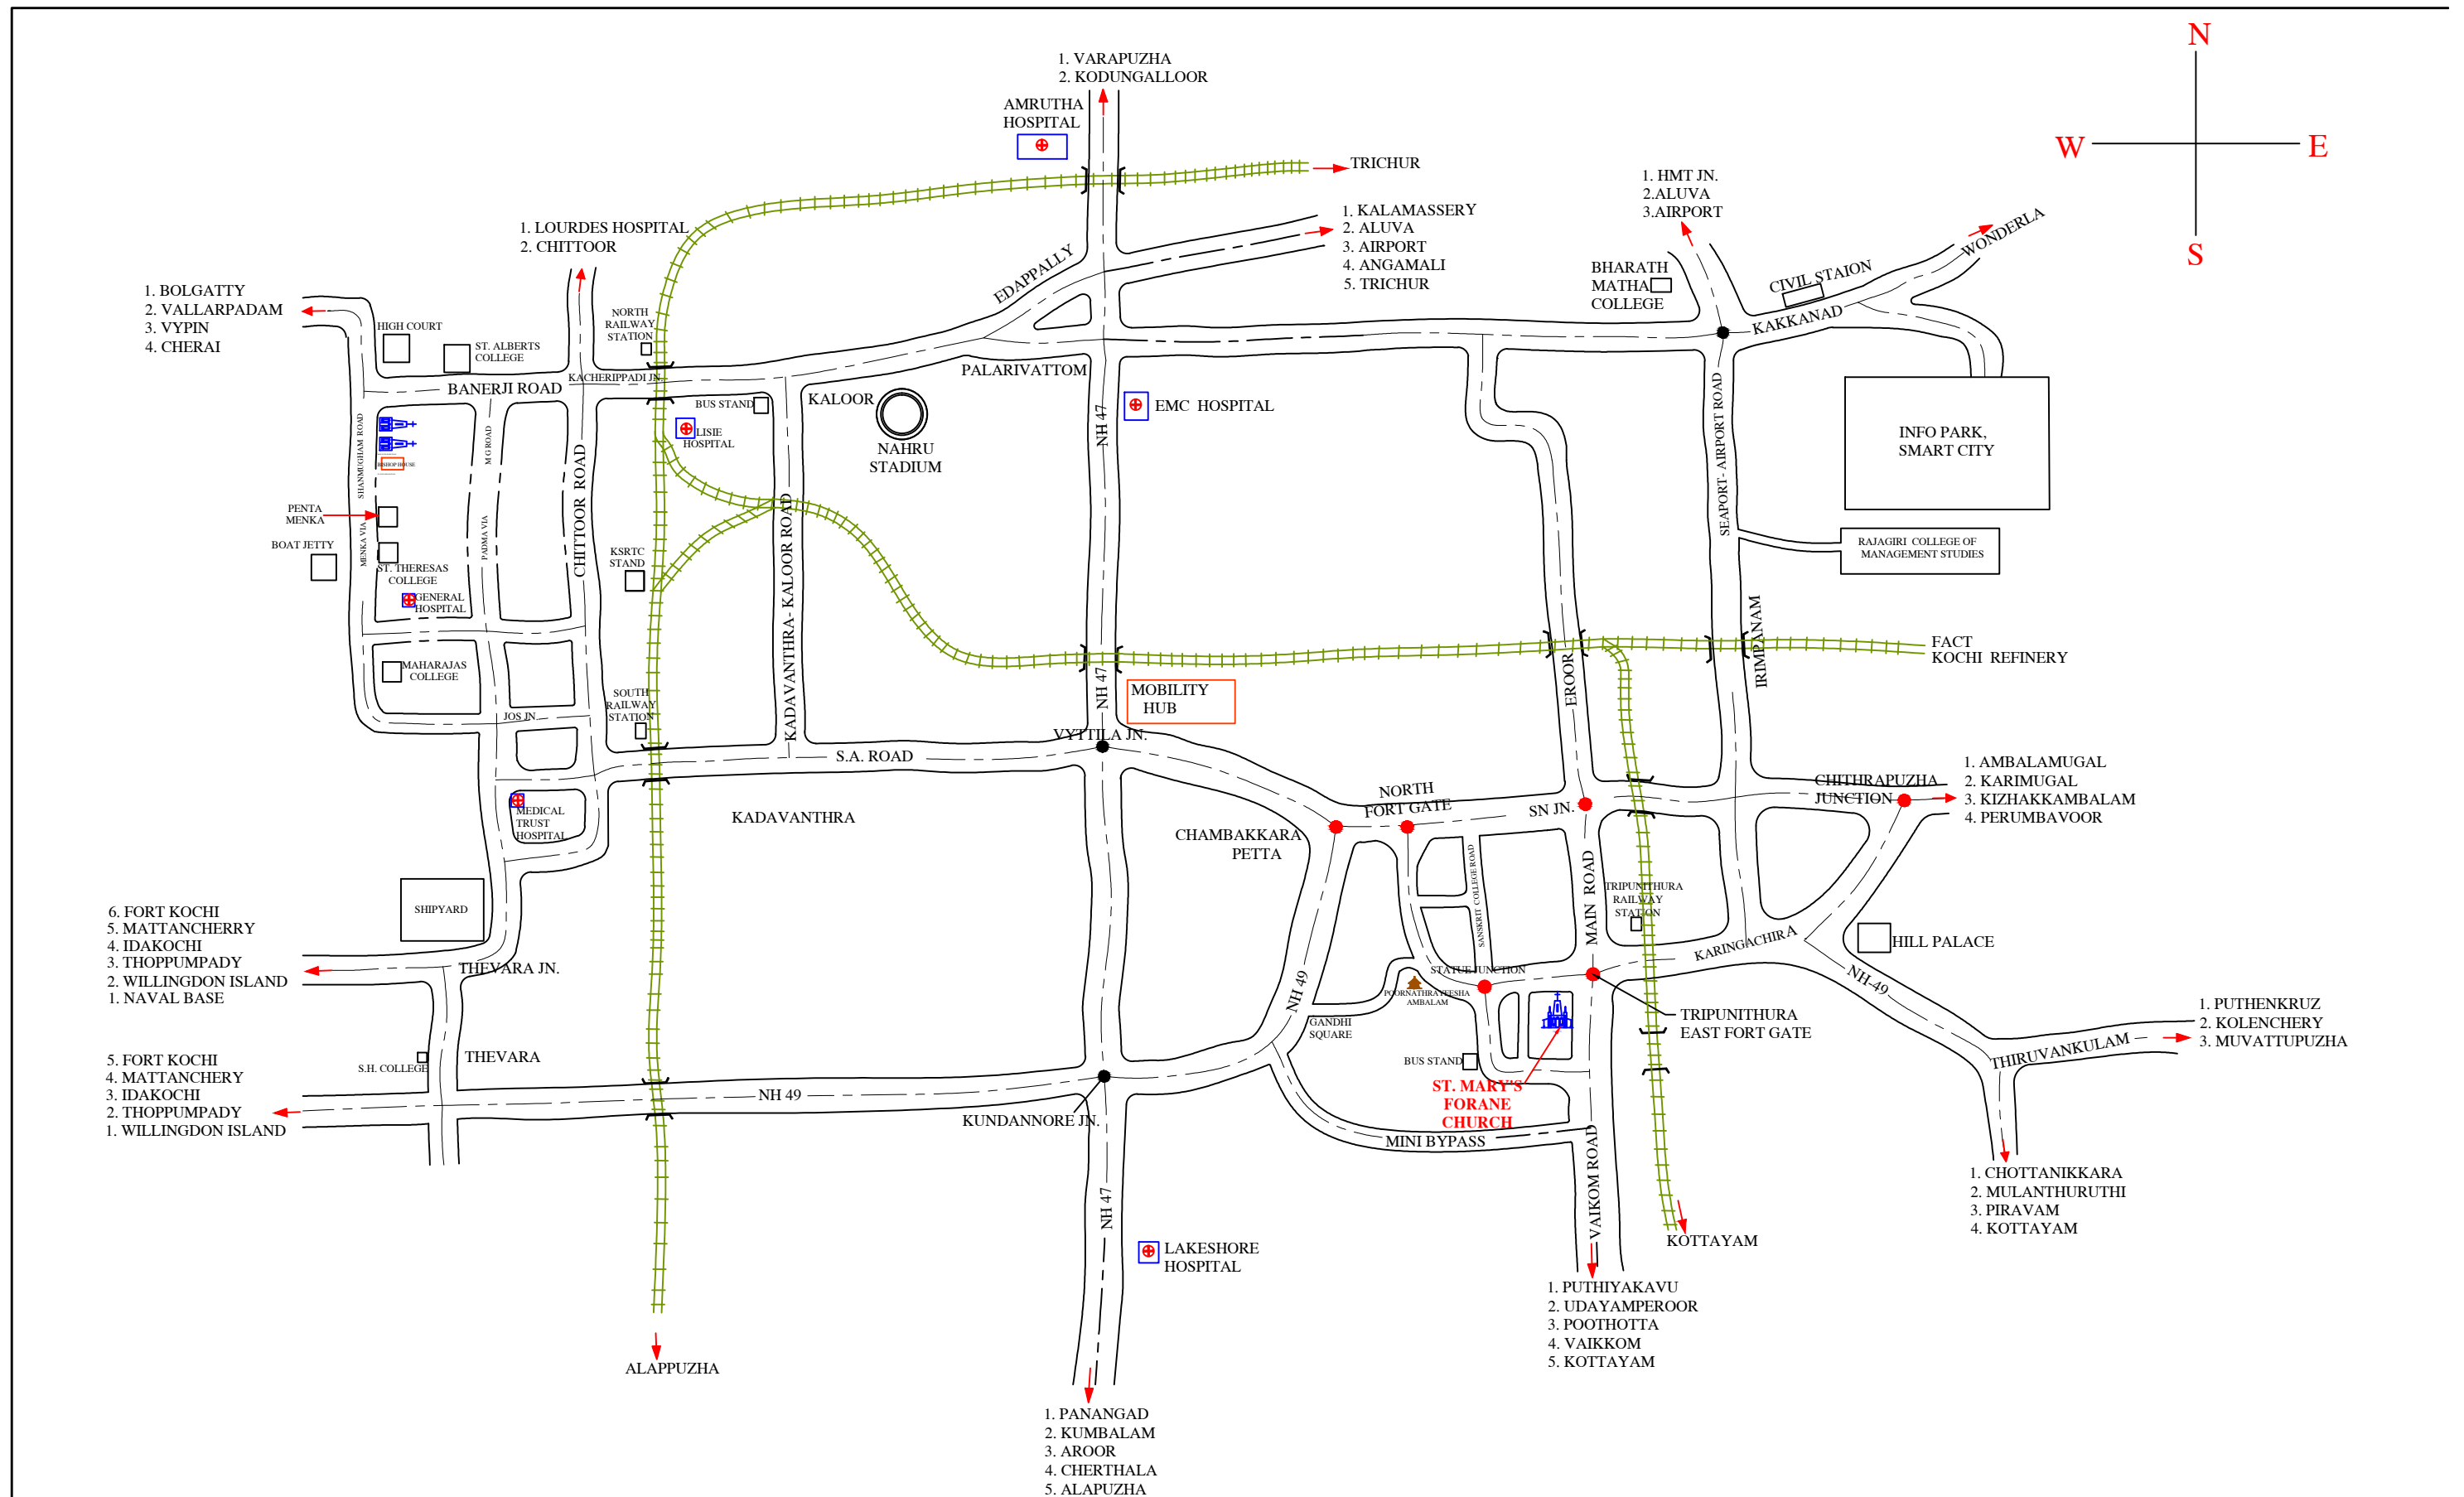 N
W
E
S
1. VARAPUZHA
2. KODUNGALLOOR
AMRUTHA
HOSPITAL
TRICHUR
1. HMT JN.
2.ALUVA
3.AIRPORT
1. KALAMASSERY
2. ALUVA
3. AIRPORT
4. ANGAMALI
5. TRICHUR
1. LOURDES HOSPITAL
2. CHITTOOR
EDAPPALLY
BHARATH
MATHA
COLLEGE
CIVIL STAION
WONDERLA
KAKKANAD
1. BOLGATTY
2. VALLARPADAM
3. VYPIN
4. CHERAI
HIGH COURT
ST. ALBERTS
COLLEGE
NORTH
RAILWAY
STATION
BANERJI ROAD
KACHERIPPADI JN.
PALARIVATTOM
BUS STAND
KALOOR
NAHRU
STADIUM
EMC HOSPITAL
LISIE
HOSPITAL
NH 47
SHANMUGHAM ROAD
M G ROAD
BISHOP HOUSE
SEAPORT- AIRPORT ROAD
INFO PARK,
SMART CITY
PENTA
MENKA
BOAT JETTY
MENKA VIA
PADMA VIA
CHITTOOR ROAD
KSRTC
STAND
KADAVANTHRA- KALOOR ROAD
RAJAGIRI COLLEGE OF
MANAGEMENT STUDIES
ST. THERESAS
COLLEGE
GENERAL
HOSPITAL
MAHARAJAS
COLLEGE
IRIMPANAM
FACT
KOCHI REFINERY
EROOR
SOUTH
RAILWAY
STATION
JOS JN.
NH 47
MOBILITY
HUB
VYTTILA JN.
S.A. ROAD
KADAVANTHRA
MEDICAL
TRUST
HOSPITAL
NORTH
FORT GATE
SN JN.
CHAMBAKKARA
PETTA
CHITHRAPUZHA
JUNCTION
1. AMBALAMUGAL
2. KARIMUGAL
3. KIZHAKKAMBALAM
4. PERUMBAVOOR
SANSKRIT COLLEGE ROAD
MAIN ROAD
TRIPUNITHURA
RAILWAY
STATION
SHIPYARD
6. FORT KOCHI
5. MATTANCHERRY
4. IDAKOCHI
3. THOPPUMPADY
2. WILLINGDON ISLAND
1. NAVAL BASE
THEVARA JN.
KARINGACHIRA
HILL PALACE
NH-49
NH 49
STATUE JUNCTION
POORNATHRAYEESHA
AMBALAM
GANDHI
SQUARE
TRIPUNITHURA
EAST FORT GATE
1. PUTHENKRUZ
2. KOLENCHERY
3. MUVATTUPUZHA
THIRUVANKULAM
5. FORT KOCHI
4. MATTANCHERY
3. IDAKOCHI
2. THOPPUMPADY
1. WILLINGDON ISLAND
S.H. COLLEGE
THEVARA
NH 49
KUNDANNORE JN.
BUS STAND
ST. MARY'S
FORANE
CHURCH
MINI BYPASS
VAIKOM ROAD
NH 47
LAKESHORE
HOSPITAL
KOTTAYAM
1. CHOTTANIKKARA
2. MULANTHURUTHI
3. PIRAVAM
4. KOTTAYAM
1. PUTHIYAKAVU
2. UDAYAMPEROOR
3. POOTHOTTA
4. VAIKKOM
5. KOTTAYAM
ALAPPUZHA
1. PANANGAD
2. KUMBALAM
3. AROOR
4. CHERTHALA
5. ALAPUZHA